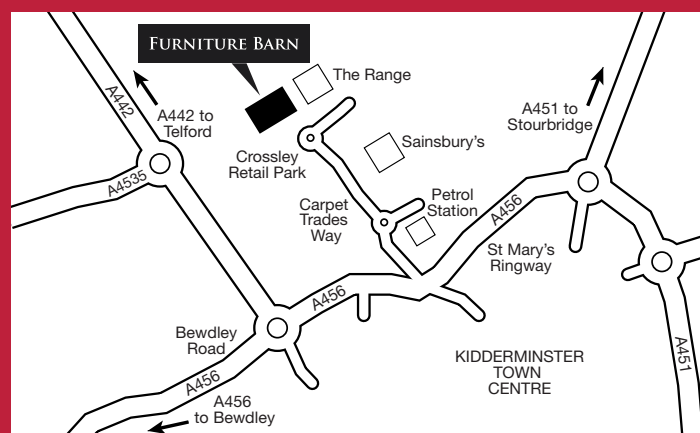 FURNITURE BARN
The Range
A442
A442 to
Telford
A451 to
Stourbridge
Sainsbury's
Crossley
Retail Park
A4535
Petrol
Station
Carpet
Trades
Way
A456
St Mary's
Ringway
A456
Bewdley
Road
KIDDERMINSTER
TOWN
CENTRE
A451
A456
A456
to Bewdley